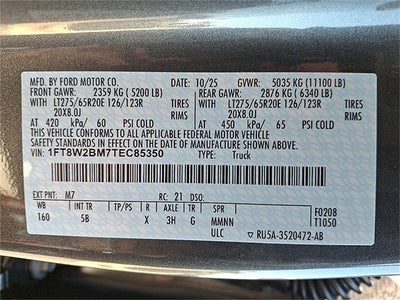 MFD. BY FORD MOTOR CO. 10/25 GVWR: 5035 KG (11100 LB)
FRONT GAWR: 2359 KG (5200 LB) REAR GAWR: 2876 KG (6340 LB)
WITH LT275/65R20E 126/123R TIRES WITH LT275/65R20E 126/123R TIRES
20X8.0J RIMS 20X8.0J RIMS
AT 420 kPa/ 60 PSI COLD AT 450 kPa/ 65 PSI COLD
THIS VEHICLE CONFORMS TO ALL APPLICABLE FEDERAL MOTOR VEHICLE
SAFETY STANDARDS IN EFFECT ON THE DATE OF MANUFACTURE SHOWN ABOVE.
VIN: 1FT8W2BM7TEC85350 TYPE: Truck
EXT PNT: M7 RC: 21 DSO:
WB INT TR TP/PS R AXLE TR SPR F0208
160 5B X 3H G MMNN T1050
ULC RU5A-3520472-AB